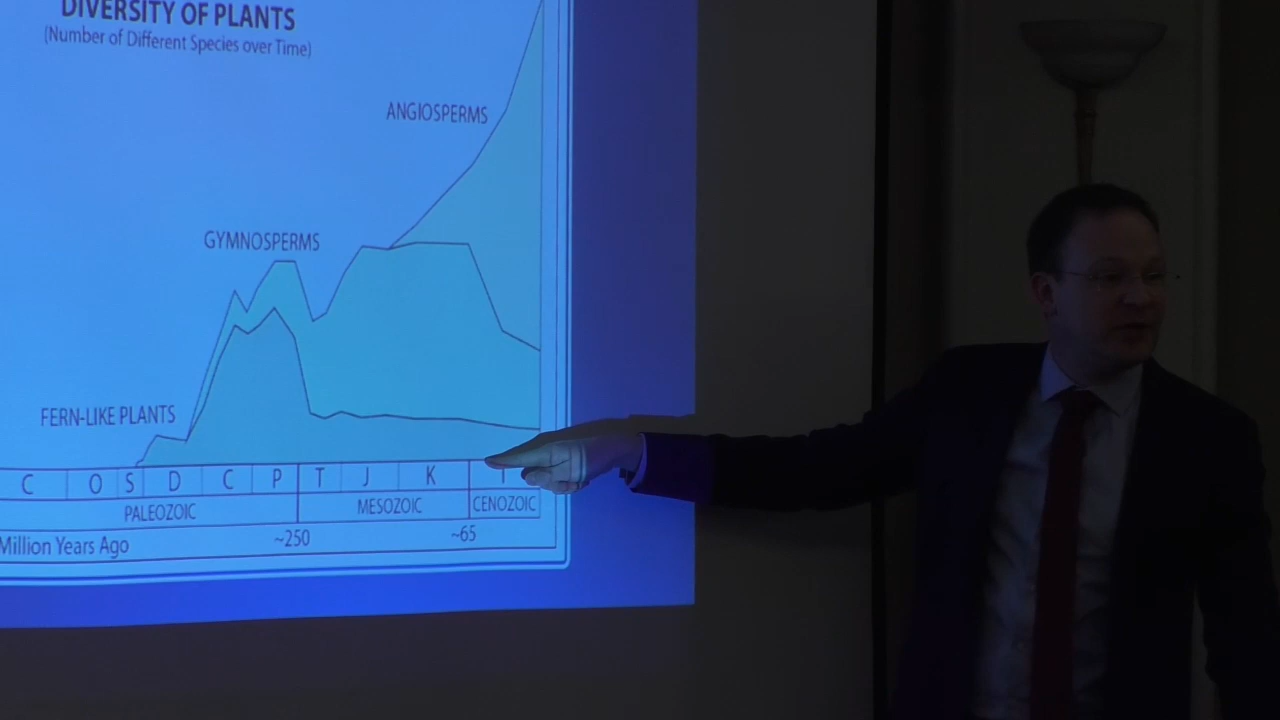 DIVERSITY OF PLANTS
(Number of Different Species over Time)
ANGIOSPERMS
GYMNOSPERMS
FERN-LIKE PLANTS
C O S D C P T J K T
PALEOZOIC MESOZOIC CENOZOIC
Million Years Ago ~250 ~65